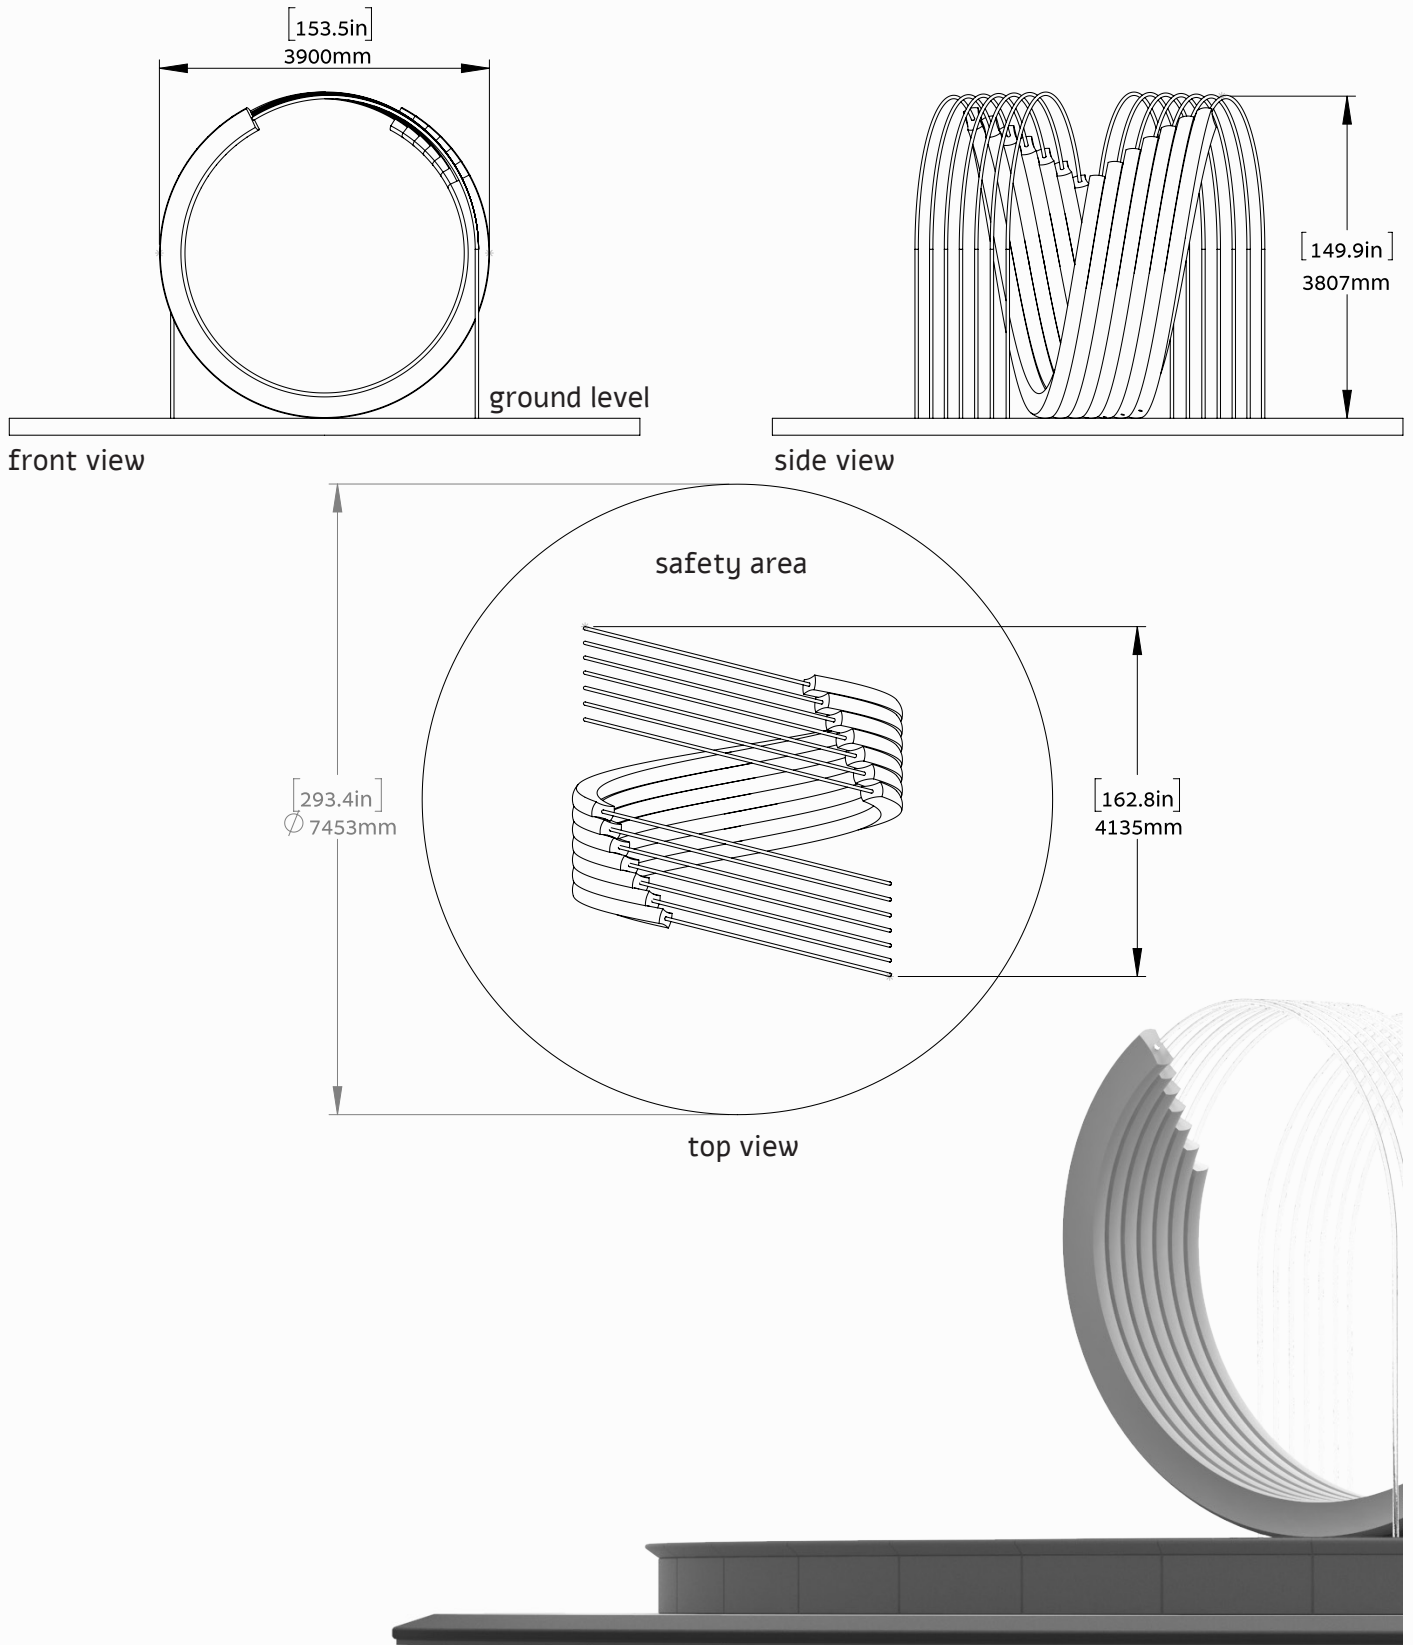 [153.5in]
3900mm
[149.9in]
3807mm
ground level
front view
side view
safety area
[293.4in]
∅ 7453mm
[162.8in]
4135mm
top view